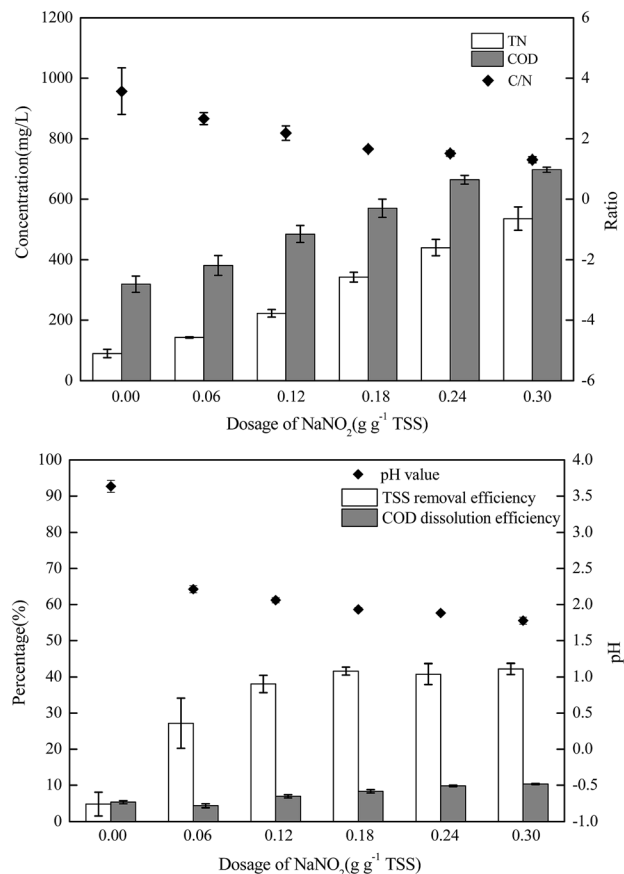 1200
1000
800
600
400
200
0
Concentration(mg/L)
TN
COD
C/N
6
4
2
0
-2
-4
-6
Ratio
0.00 0.06 0.12 0.18 0.24 0.30
Dosage of NaNO₂(g g⁻¹ TSS)
100
90
80
70
60
50
40
30
20
10
0
Percentage(%)
pH value
TSS removal efficiency
COD dissolution efficiency
4.0
3.5
3.0
2.5
2.0
1.5
1.0
0.5
0.0
-0.5
-1.0
pH
0.00 0.06 0.12 0.18 0.24 0.30
Dosage of NaNO₂(g g⁻¹ TSS)